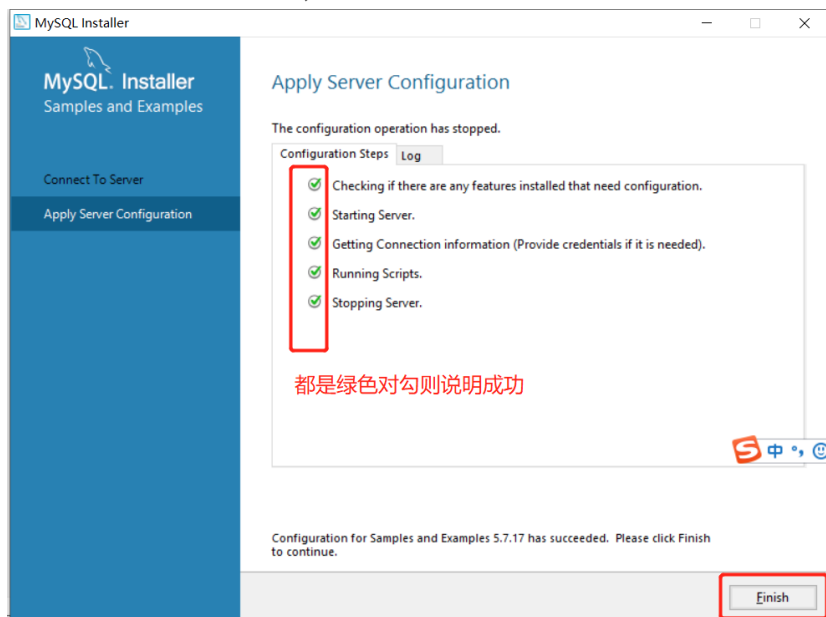 MySQL Installer
MySQL. Installer
Samples and Examples
Connect To Server
Apply Server Configuration
Apply Server Configuration
The configuration operation has stopped.
Configuration Steps Log
Checking if there are any features installed that need configuration.
Starting Server.
Getting Connection information (Provide credentials if it is needed).
Running Scripts.
Stopping Server.
都是绿色对勾则说明成功
中
Configuration for Samples and Examples 5.7.17 has succeeded. Please click Finish
to continue.
Finish